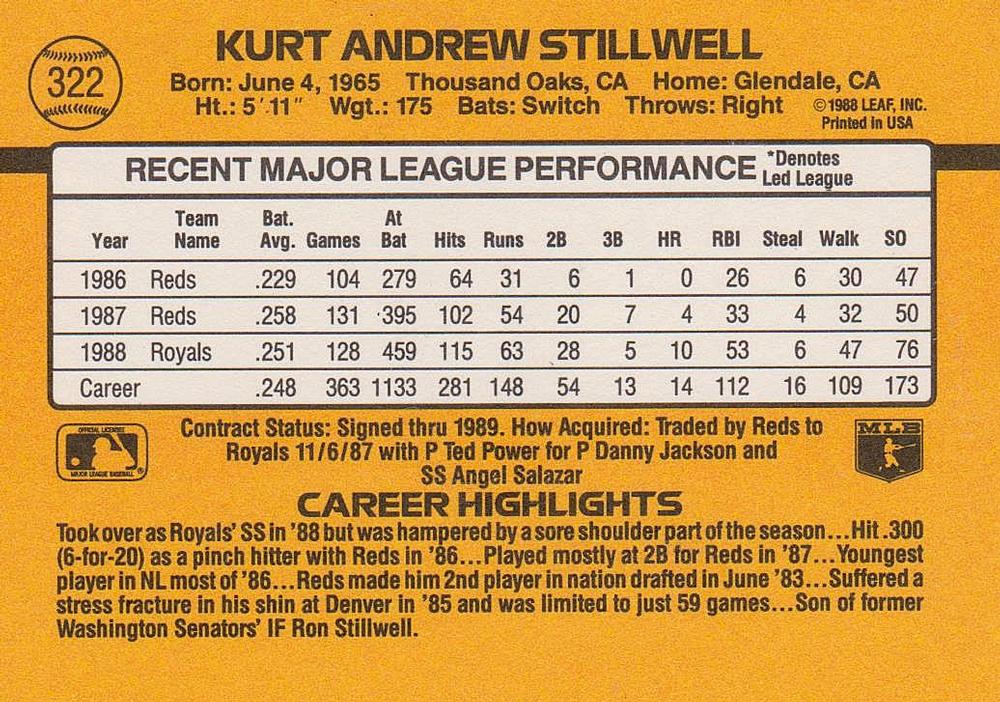 KURT ANDREW STILLWELL
322
Born: June 4, 1965 Thousand Oaks, CA Home: Glendale, CA
Ht.: 5'11" Wgt.: 175 Bats: Switch Throws: Right
©1988 LEAF, INC.
Printed in USA
RECENT MAJOR LEAGUE PERFORMANCE
*Denotes
Led League
Year Team Name Bat. Avg. Games At Bat Hits Runs 2B 3B HR RBI Steal Walk SO
1986 Reds .229 104 279 64 31 6 1 0 26 6 30 47
1987 Reds .258 131 395 102 54 20 7 4 33 4 32 50
1988 Royals .251 128 459 115 63 28 5 10 53 6 47 76
Career .248 363 1133 281 148 54 13 14 112 16 109 173
OFFICIAL LICENSEE
MAJOR LEAGUE BASEBALL
®
Contract Status: Signed thru 1989. How Acquired: Traded by Reds to
Royals 11/6/87 with P Ted Power for P Danny Jackson and
SS Angel Salazar
MLB
CAREER HIGHLIGHTS
Took over as Royals' SS in '88 but was hampered by a sore shoulder part of the season...Hit .300
(6-for-20) as a pinch hitter with Reds in '86...Played mostly at 2B for Reds in '87...Youngest
player in NL most of '86...Reds made him 2nd player in nation drafted in June '83...Suffered a
stress fracture in his shin at Denver in '85 and was limited to just 59 games...Son of former
Washington Senators' IF Ron Stillwell.